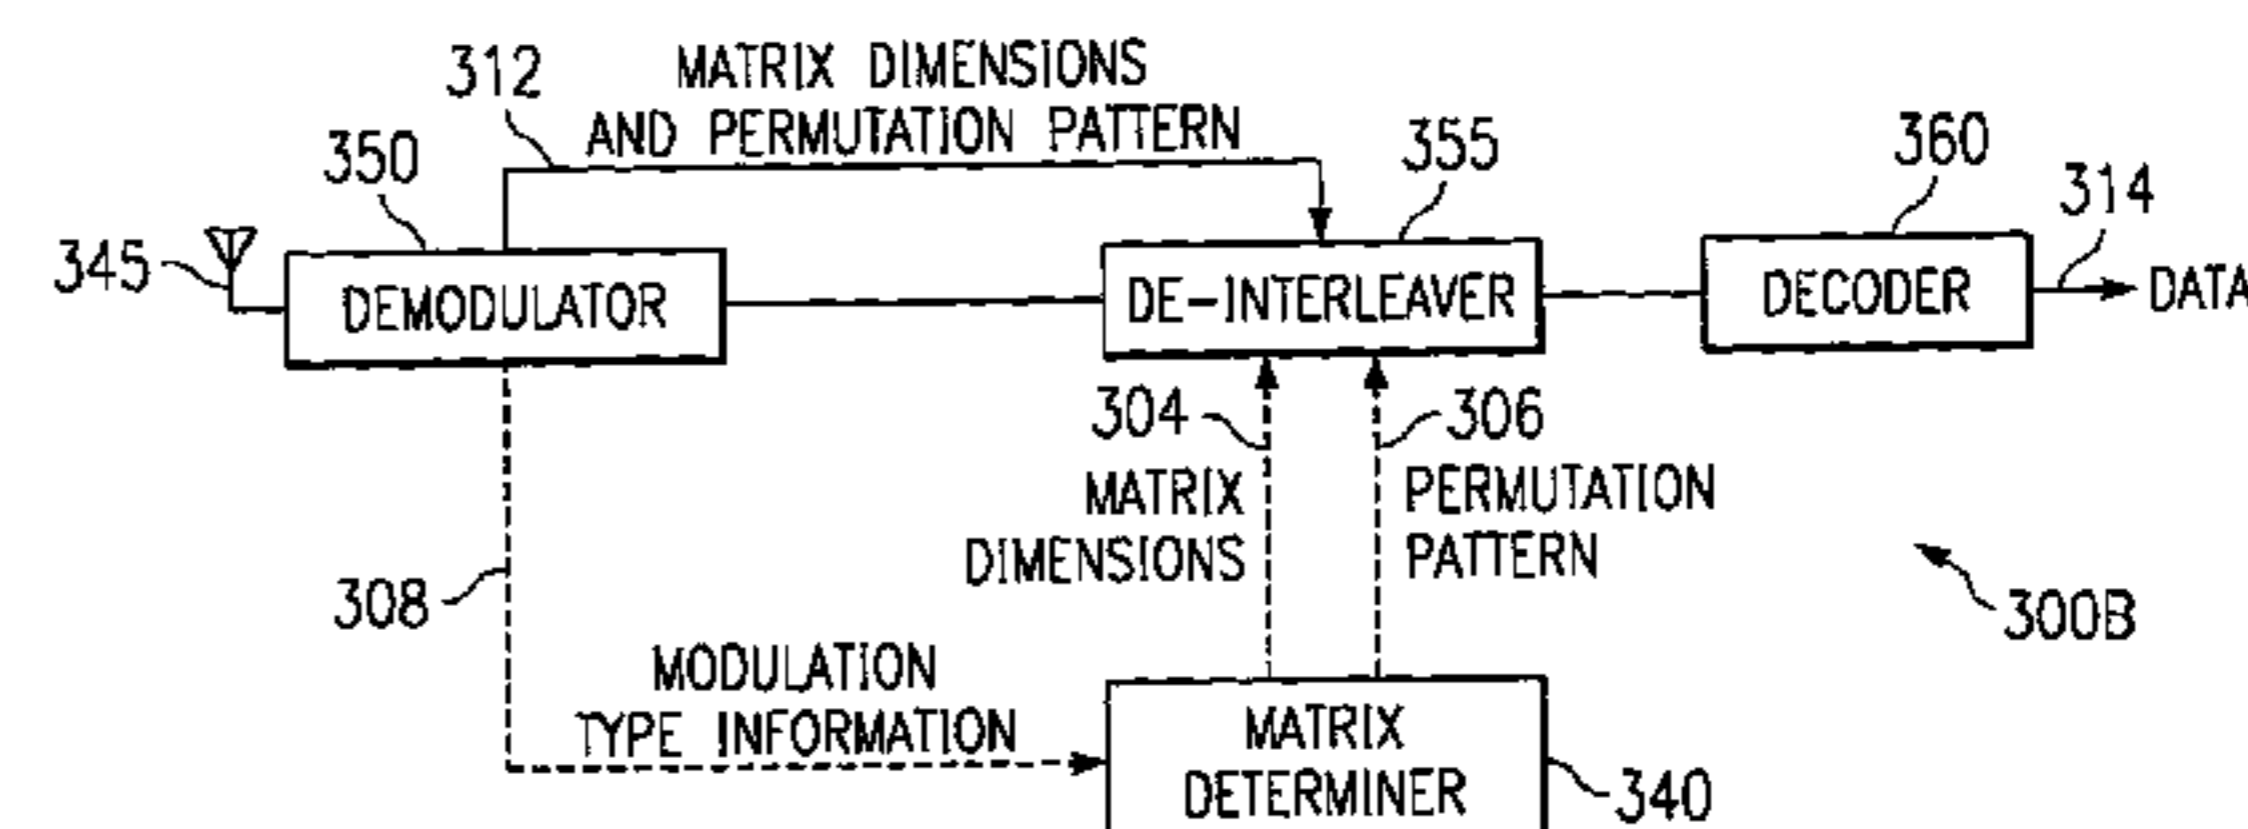 312
MATRIX DIMENSIONS
AND PERMUTATION PATTERN
350
355
360
314
345
DEMODULATOR
DE-INTERLEAVER
DECODER
DATA
304
306
MATRIX
DIMENSIONS
PERMUTATION
PATTERN
308
300B
MODULATION
TYPE INFORMATION
MATRIX
DETERMINER
340